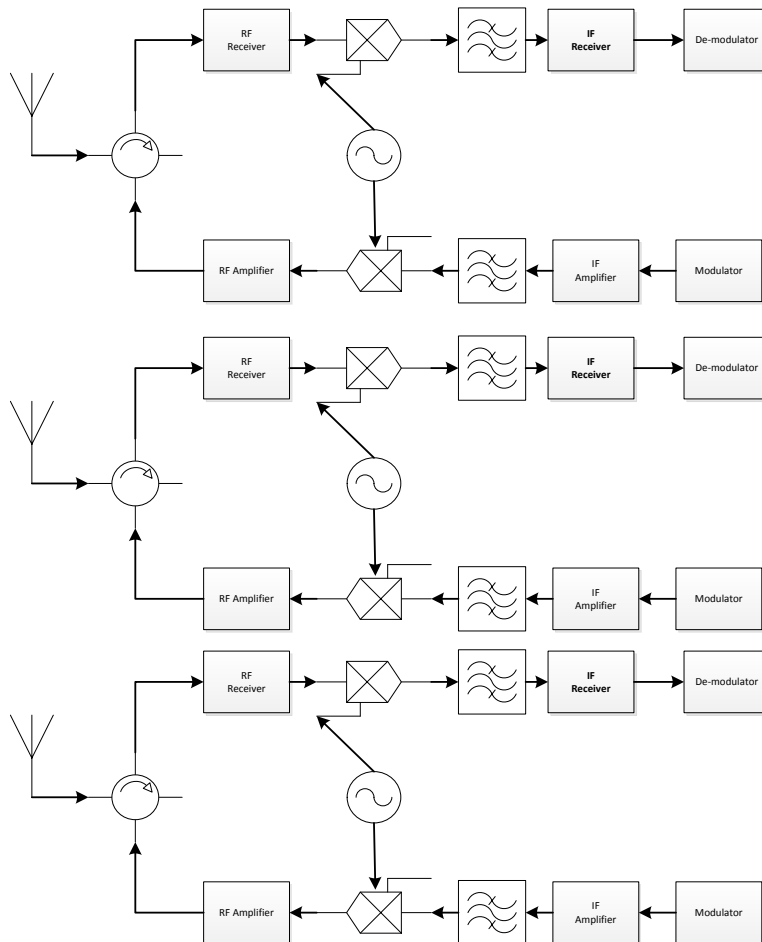 RF
Receiver
IF
Receiver
De-modulator
RF Amplifier
IF
Amplifier
Modulator
RF
Receiver
IF
Receiver
De-modulator
RF Amplifier
IF
Amplifier
Modulator
RF
Receiver
IF
Receiver
De-modulator
RF Amplifier
IF
Amplifier
Modulator